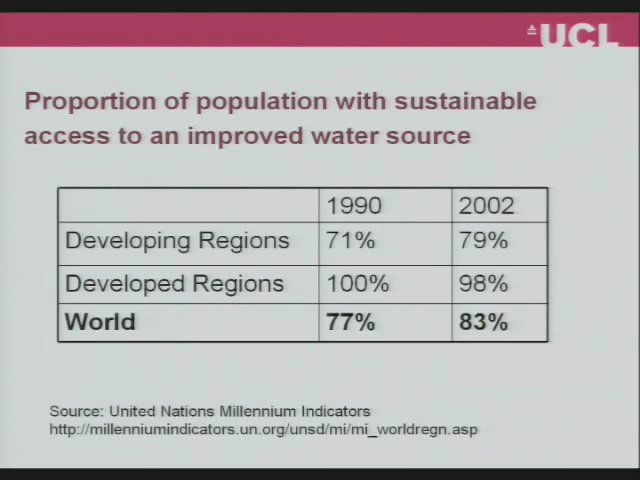 UCL
Proportion of population with sustainable
access to an improved water source
1990 2002
Developing Regions 71% 79%
Developed Regions 100% 98%
World 77% 83%
Source: United Nations Millennium Indicators
http://millenniumindicators.un.org/unsd/mi/mi_worldregn.asp